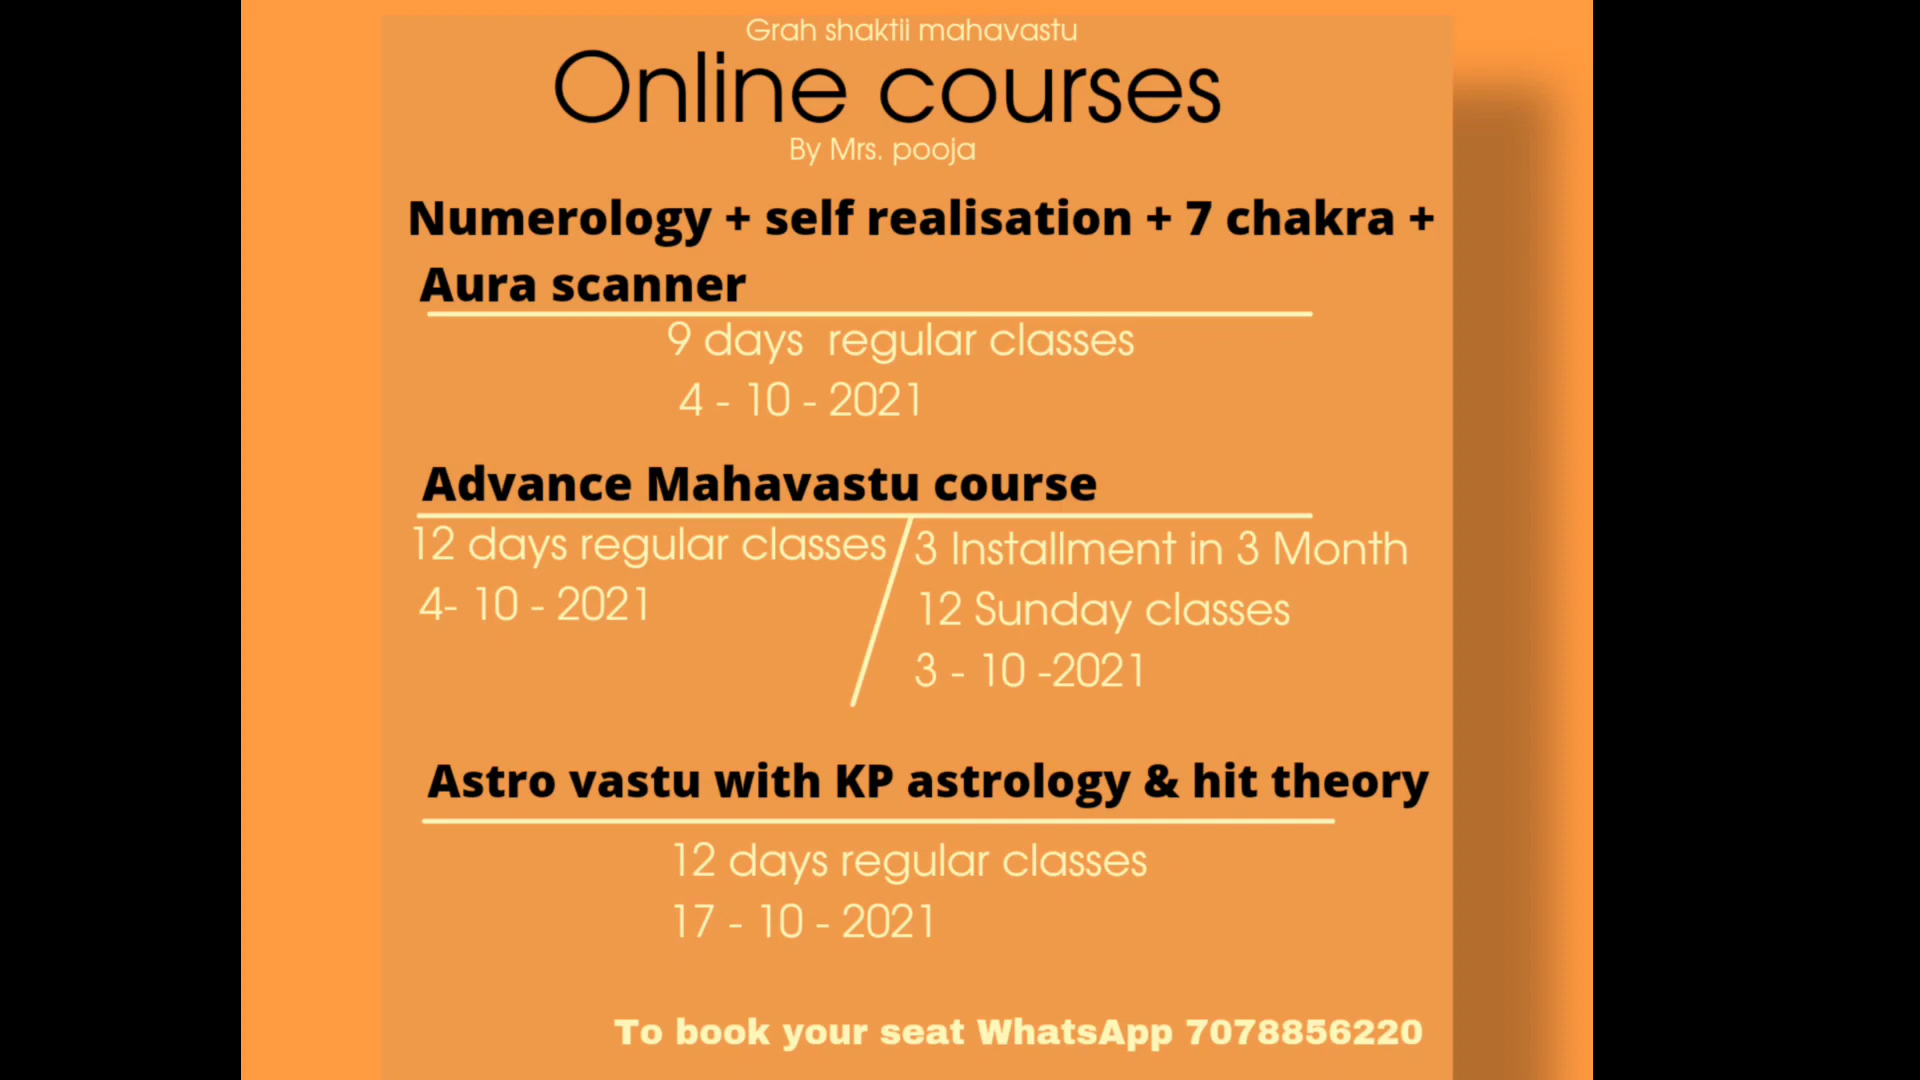 Grah shaktii mahavastu
Online courses
By Mrs. pooja
Numerology + self realisation + 7 chakra +
Aura scanner
9 days regular classes
4 - 10 - 2021
Advance Mahavastu course
12 days regular classes
4- 10 - 2021
3 Installment in 3 Month
12 Sunday classes
3 - 10 -2021
Astro vastu with KP astrology & hit theory
12 days regular classes
17 - 10 - 2021
To book your seat WhatsApp 7078856220